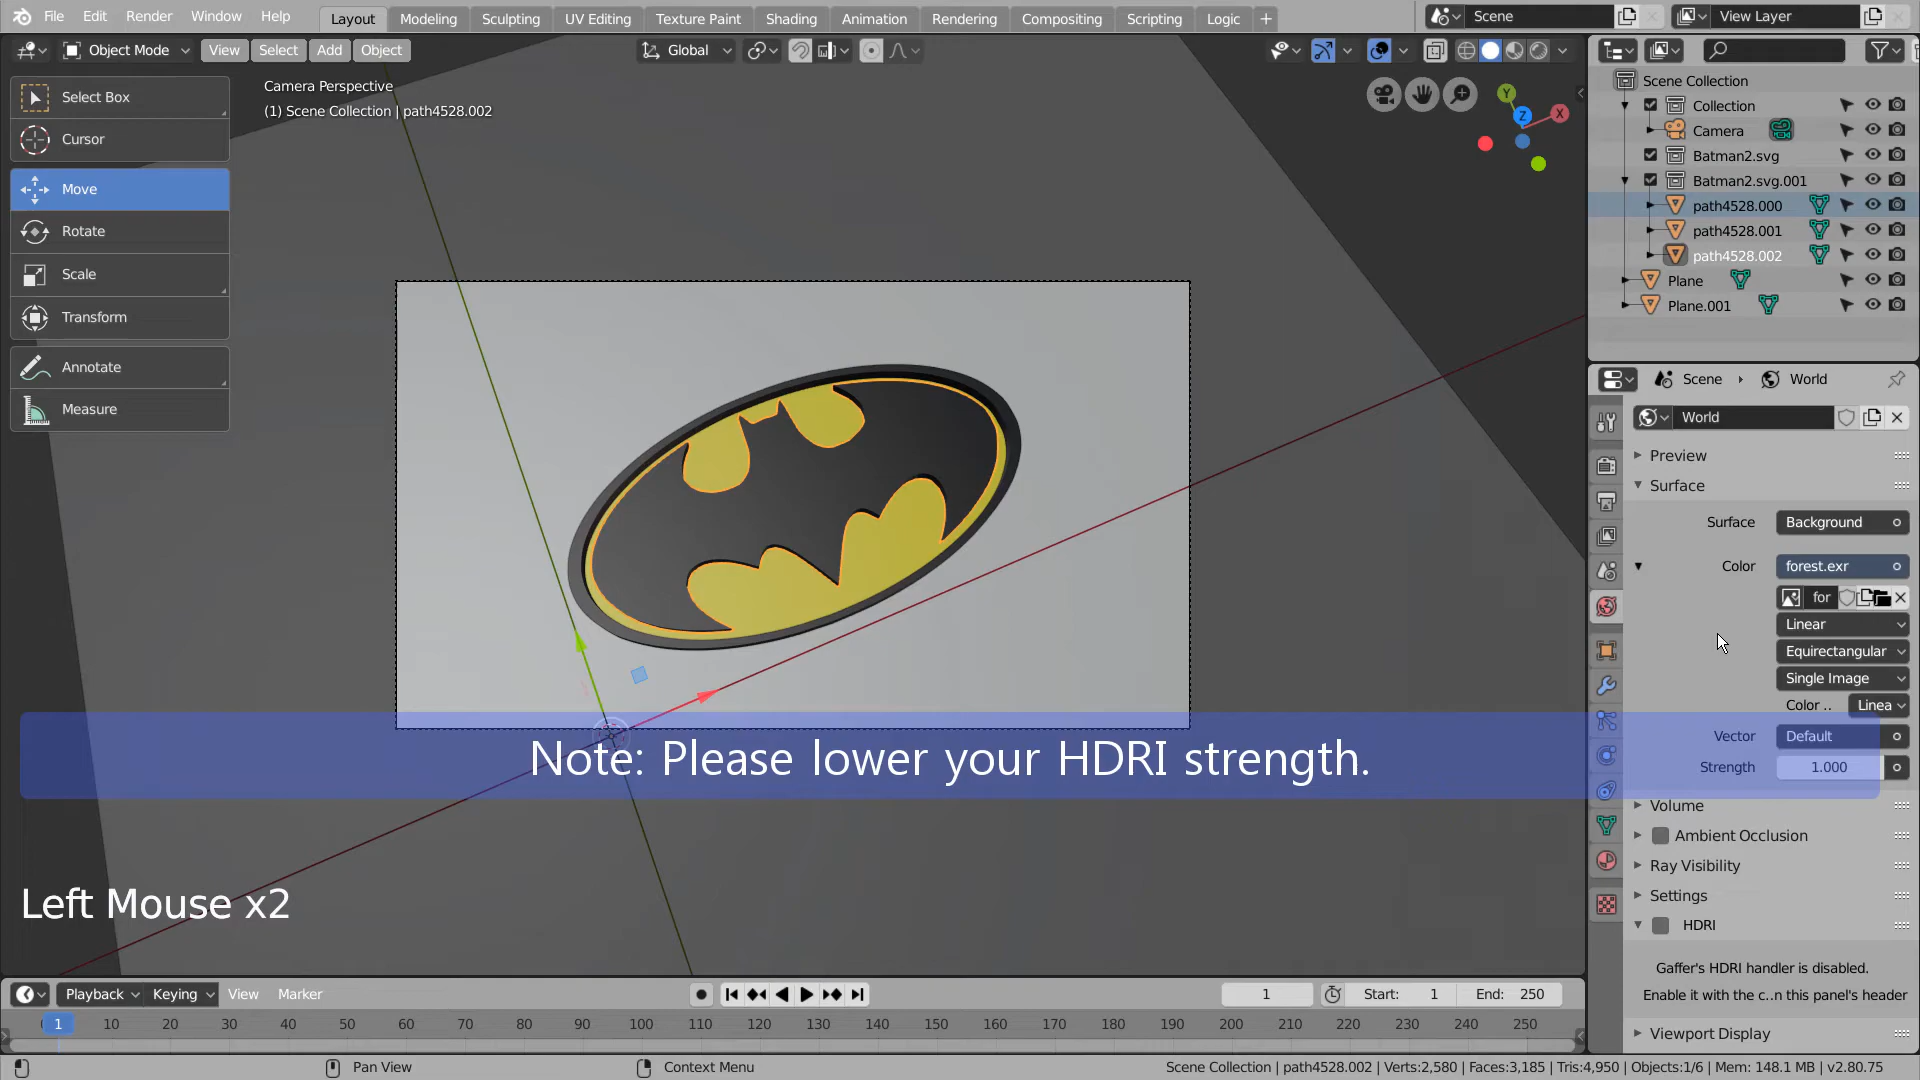 File Edit Render Window Help Layout Modeling Sculpting UV Editing Texture Paint Shading Animation Rendering Compositing Scripting Logic + Scene View Layer
Object Mode View Select Add Object Global
Select Box
Cursor
Move
Rotate
Scale
Transform
Annotate
Measure
Camera Perspective
(1) Scene Collection | path4528.002
Y
Z
X
Scene Collection
Collection
Camera
Batman2.svg
Batman2.svg.001
path4528.000
path4528.001
path4528.002
Plane
Plane.001
Scene World
World
Preview
Surface
Surface Background
Color forest.exr
for
Linear
Equirectangular
Single Image
Color .. Linea
Vector Default
Strength 1.000
Volume
Ambient Occlusion
Ray Visibility
Settings
HDRI
Gaffer's HDRI handler is disabled.
Enable it with the c..n this panel's header
Viewport Display
Note: Please lower your HDRI strength.
Left Mouse x2
Playback Keying View Marker 1 Start: 1 End: 250
1 10 20 30 40 50 60 70 80 90 100 110 120 130 140 150 160 170 180 190 200 210 220 230 240 250
Pan View Context Menu Scene Collection | path4528.002 | Verts:2,580 | Faces:3,185 | Tris:4,950 | Objects:1/6 | Mem: 148.1 MB | v2.80.75